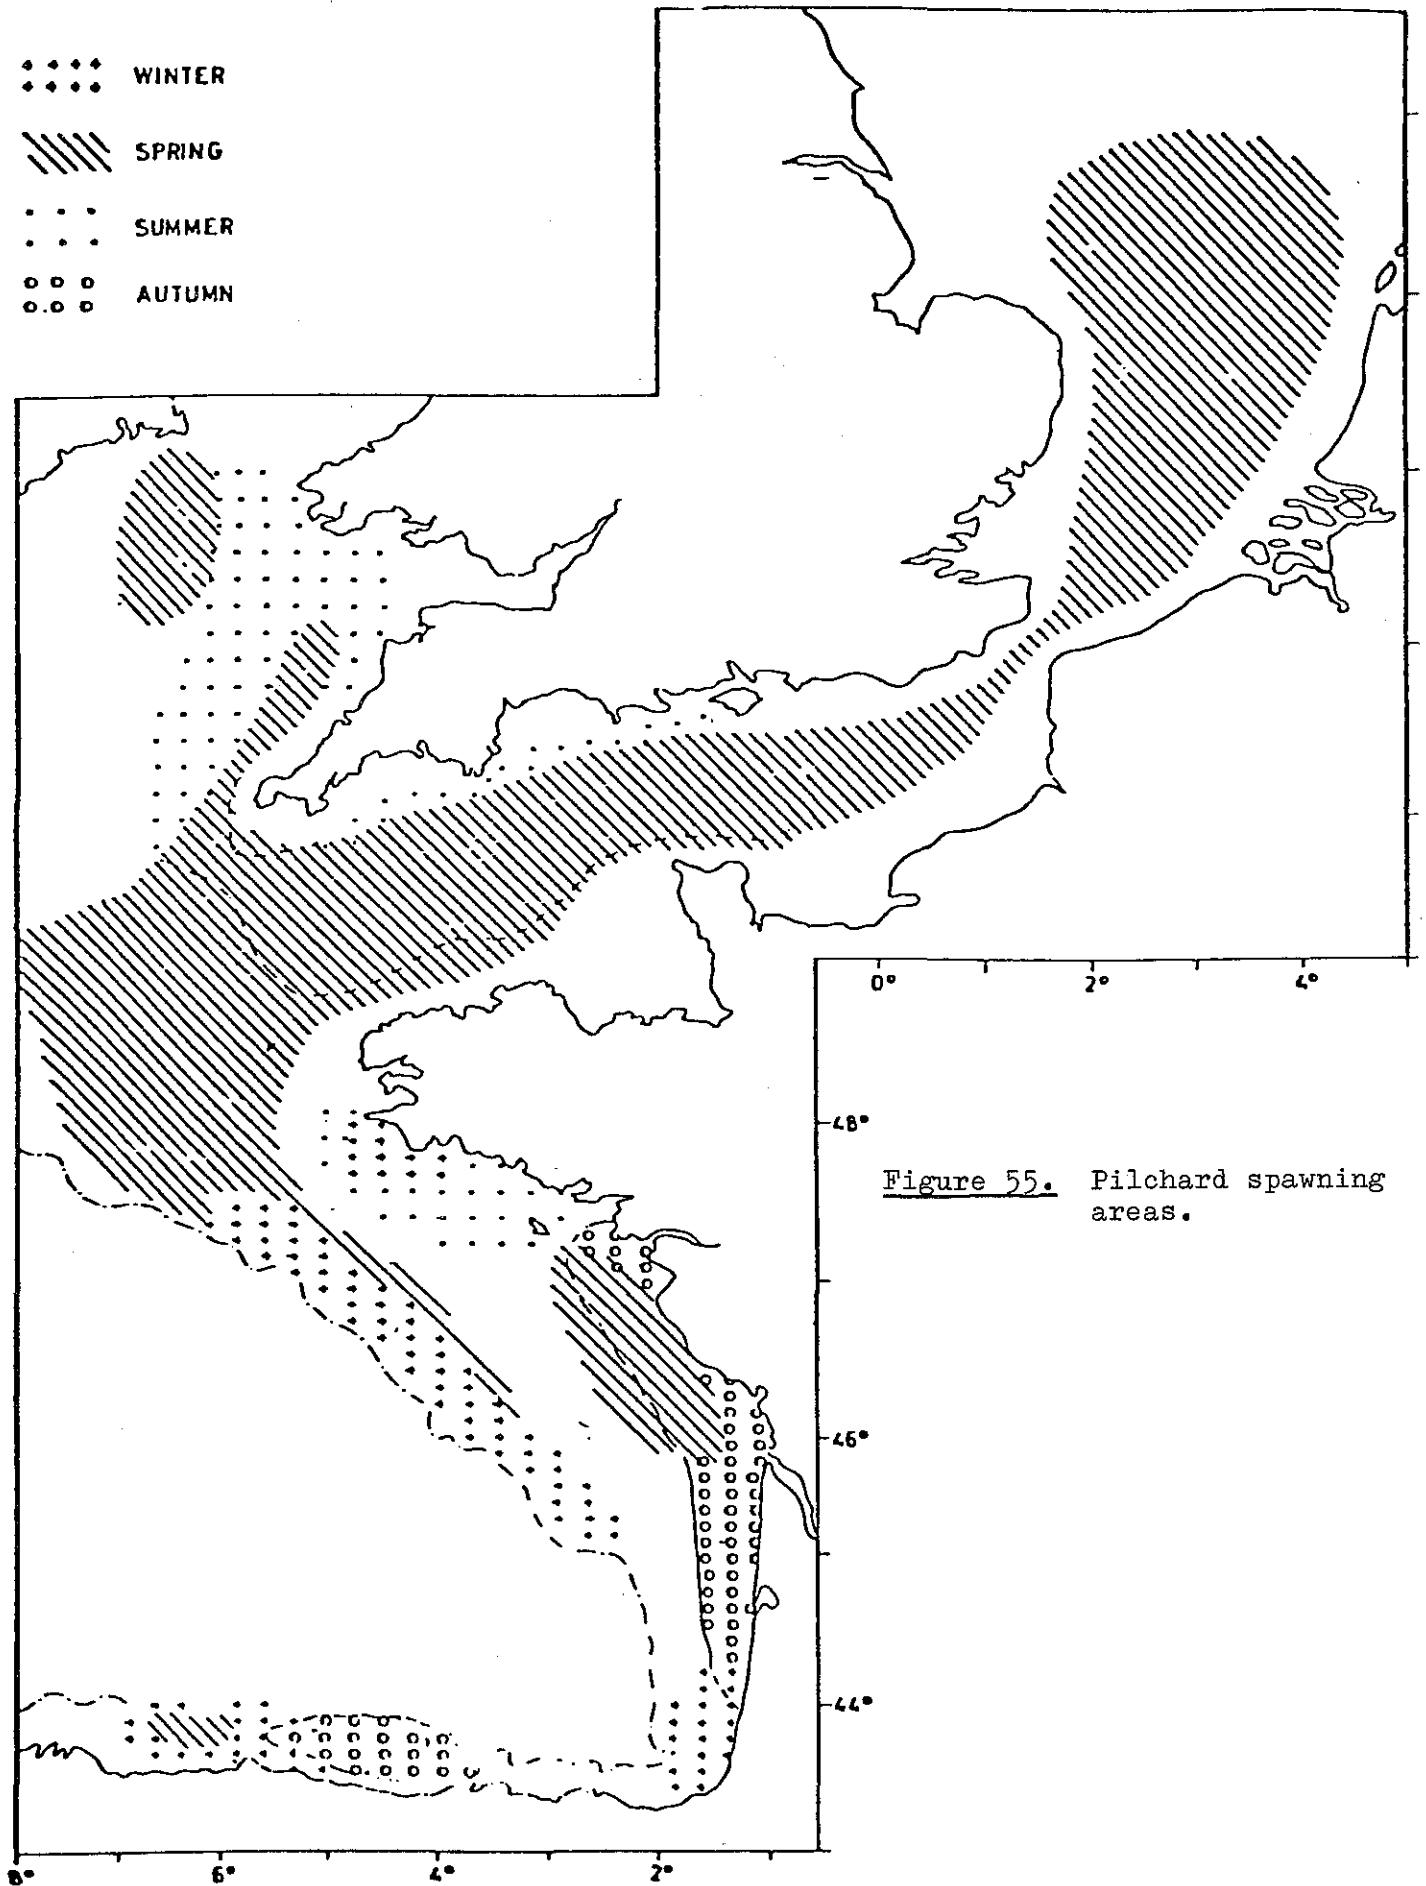 WINTER
SPRING
SUMMER
AUTUMN
0° 2° 4°
48°
Figure 55. Pilchard spawning
areas.
46°
44°
8° 6° 4° 2°